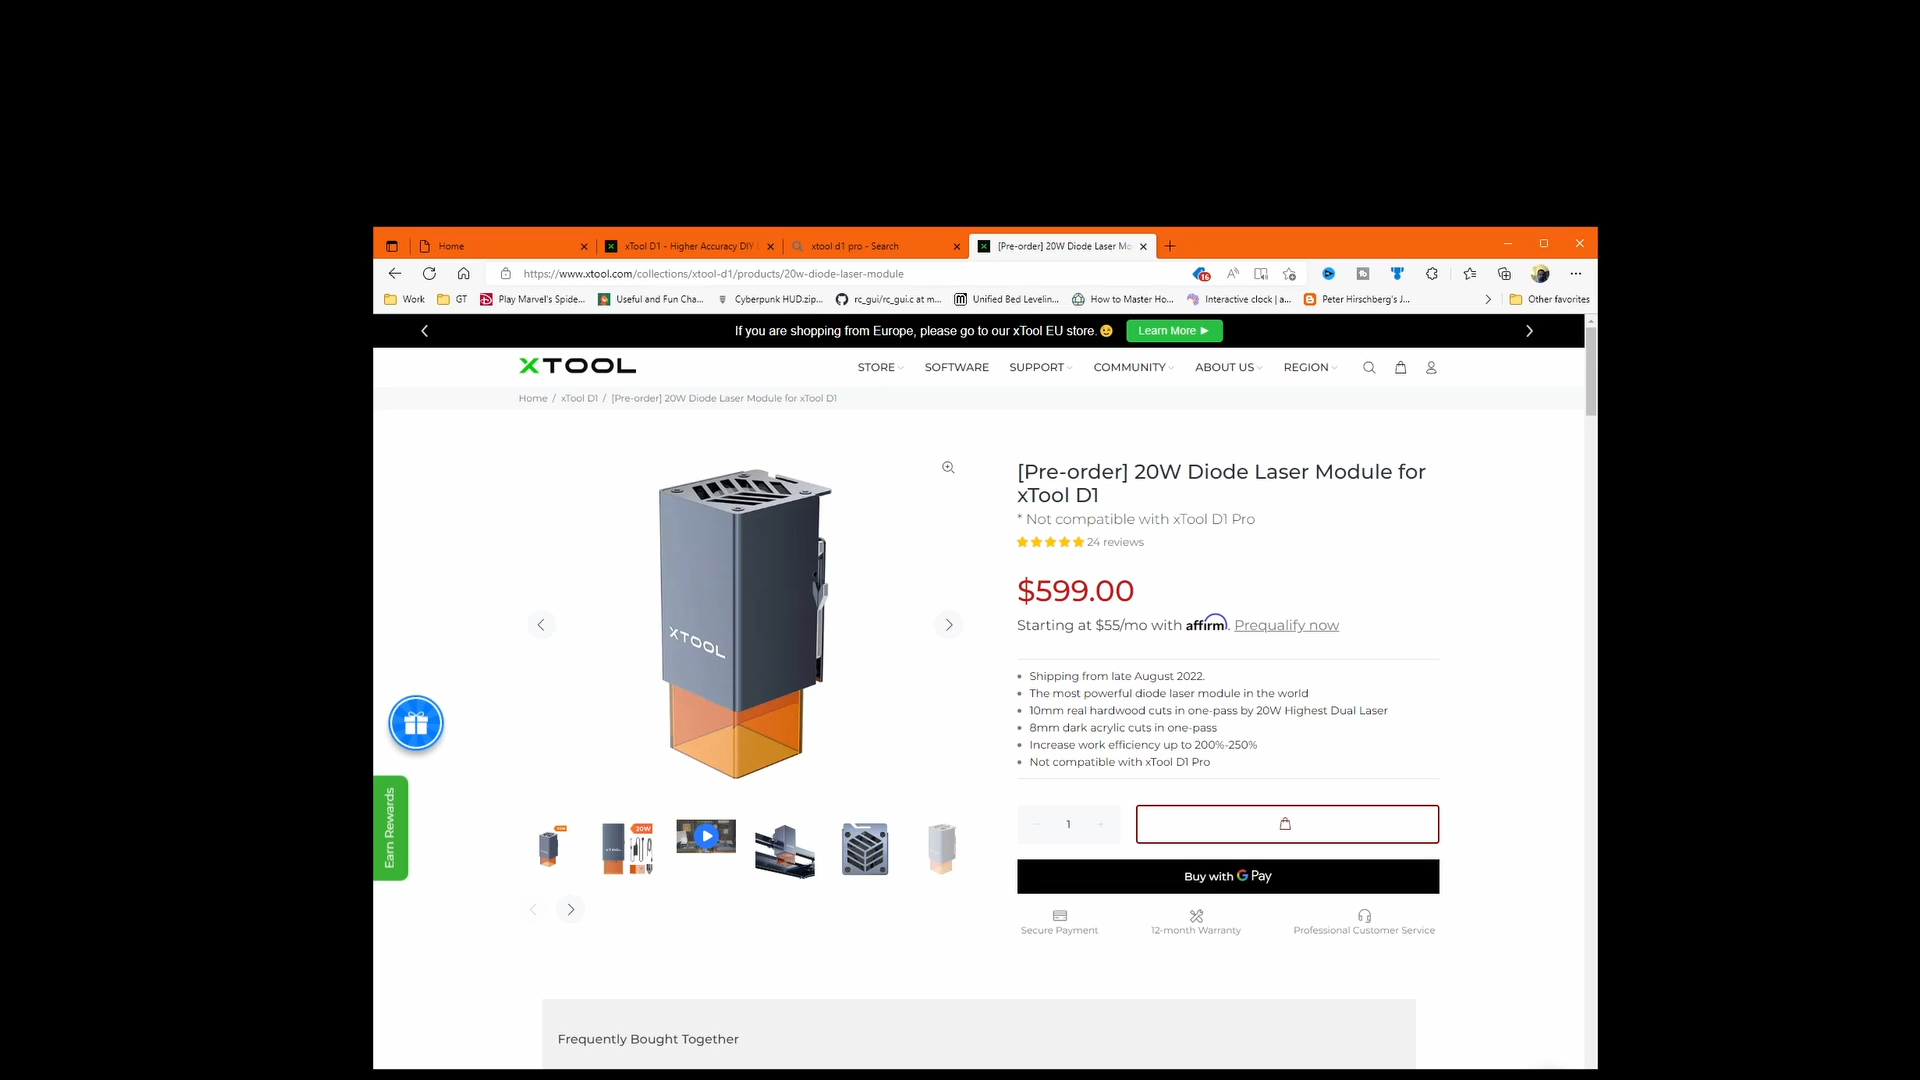 Home
xTool D1 - Higher Accuracy DIY
xtool d1 pro - Search
[Pre-order] 20W Diode Laser Mo
https://www.xtool.com/collections/xtool-d1/products/20w-diode-laser-module
16
Work
GT
Play Marvel's Spide...
Useful and Fun Cha...
Cyberpunk HUD.zip...
rc_gui/rc_gui.c at m...
Unified Bed Levelin...
How to Master Ho...
Interactive clock | a...
Peter Hirschberg's J...
Other favorites
If you are shopping from Europe, please go to our xTool EU store. 😉
Learn More ▶
XTOOL
STORE
SOFTWARE
SUPPORT
COMMUNITY
ABOUT US
REGION
Home / xTool D1 / [Pre-order] 20W Diode Laser Module for xTool D1
XTOOL
[Pre-order] 20W Diode Laser Module for
xTool D1
* Not compatible with xTool D1 Pro
24 reviews
$599.00
Starting at $55/mo with affirm. Prequalify now
Shipping from late August 2022.
The most powerful diode laser module in the world
10mm real hardwood cuts in one-pass by 20W Highest Dual Laser
8mm dark acrylic cuts in one-pass
Increase work efficiency up to 200%-250%
Not compatible with xTool D1 Pro
− 1 +
Buy with G Pay
Secure Payment
12-month Warranty
Professional Customer Service
Earn Rewards
20W
Frequently Bought Together